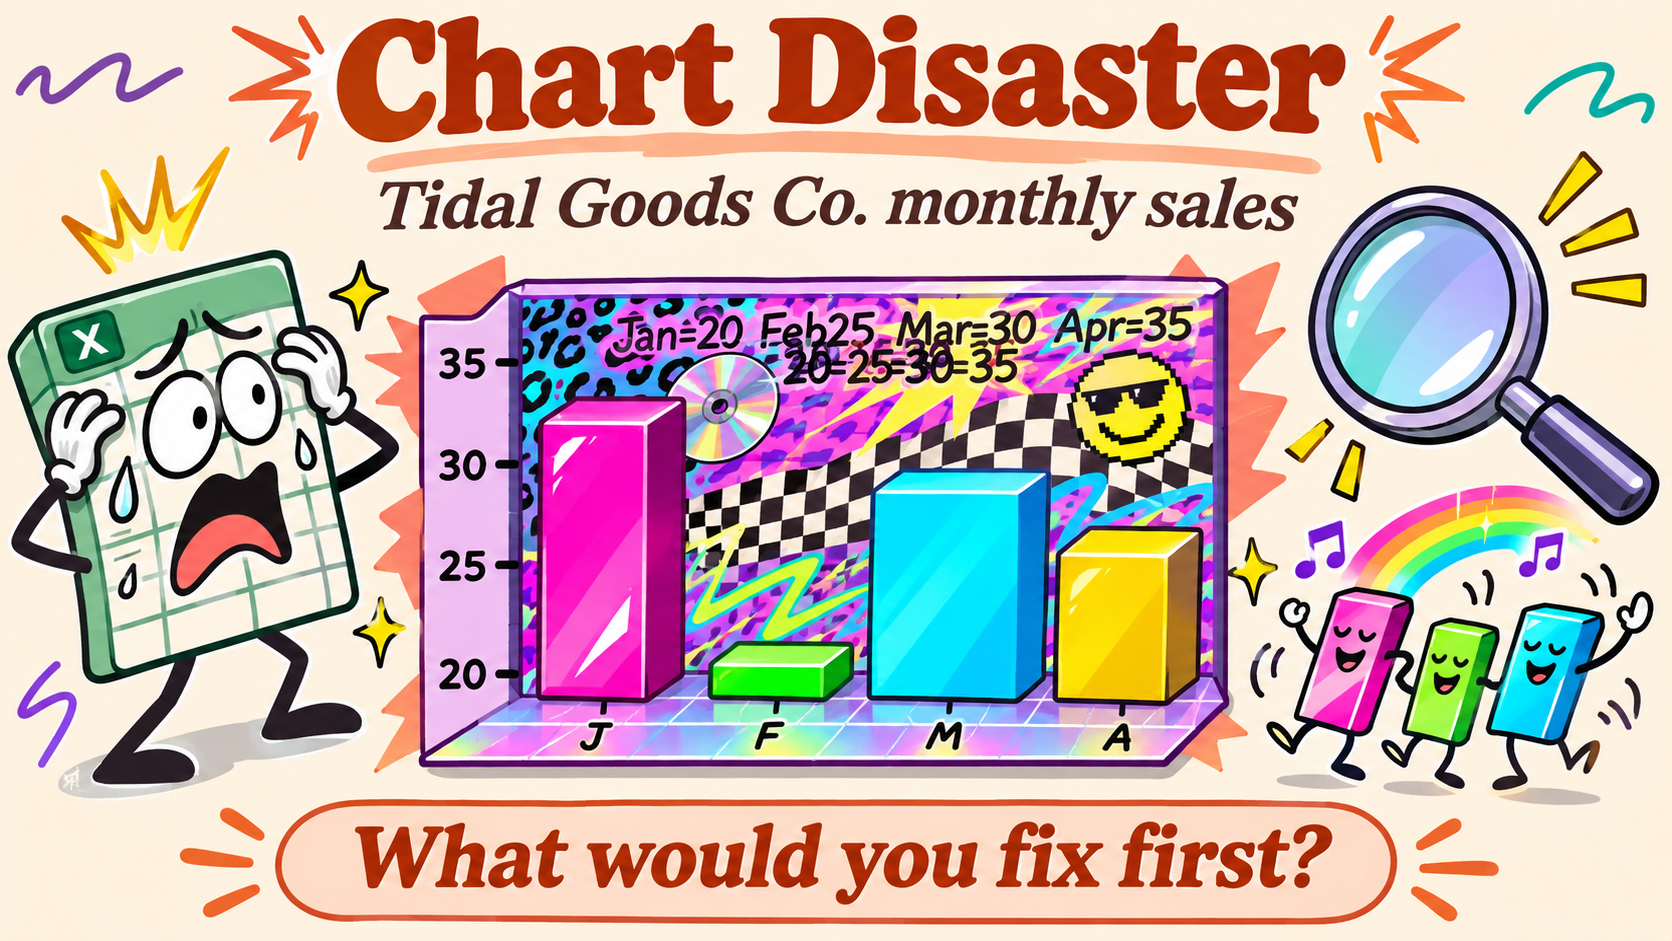 Chart Disaster
Tidal Goods Co. monthly sales
X
Jan=20 Feb25 Mar=30 Apr=35
20=25=30=35
35
30
25
20
J F M A
What would you fix first?